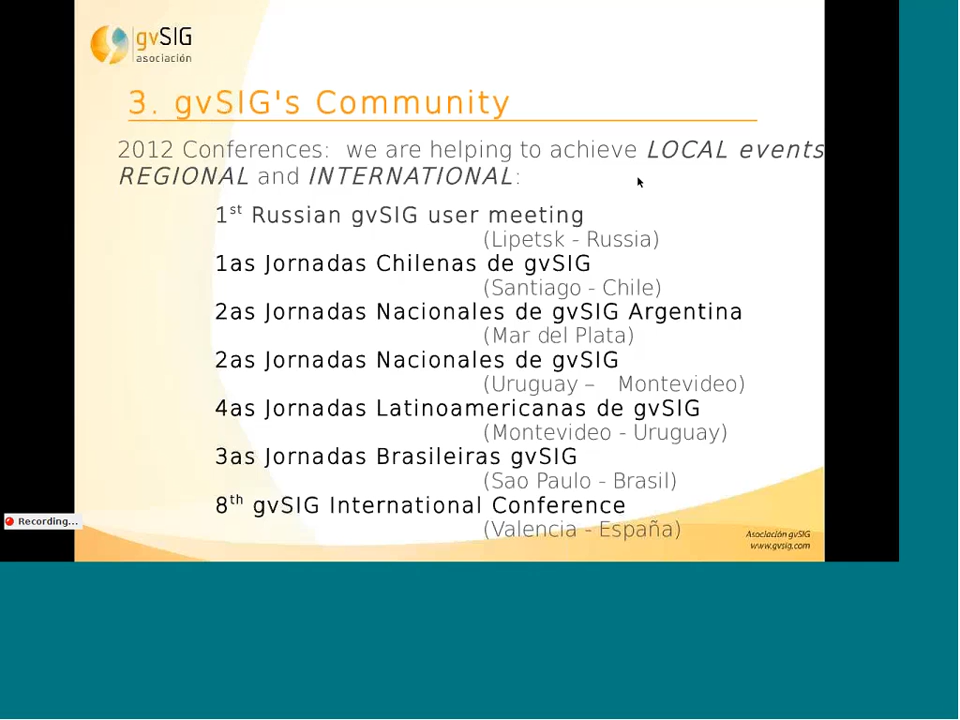 gvSIG
asociación
3. gvSIG's Community
2012 Conferences: we are helping to achieve LOCAL events
REGIONAL and INTERNATIONAL:
1st Russian gvSIG user meeting
(Lipetsk - Russia)
1as Jornadas Chilenas de gvSIG
(Santiago - Chile)
2as Jornadas Nacionales de gvSIG Argentina
(Mar del Plata)
2as Jornadas Nacionales de gvSIG
(Uruguay – Montevideo)
4as Jornadas Latinoamericanas de gvSIG
(Montevideo - Uruguay)
3as Jornadas Brasileiras gvSIG
(Sao Paulo - Brasil)
8th gvSIG International Conference
(Valencia - España)
Recording...
Asociación gvSIG
www.gvsig.com